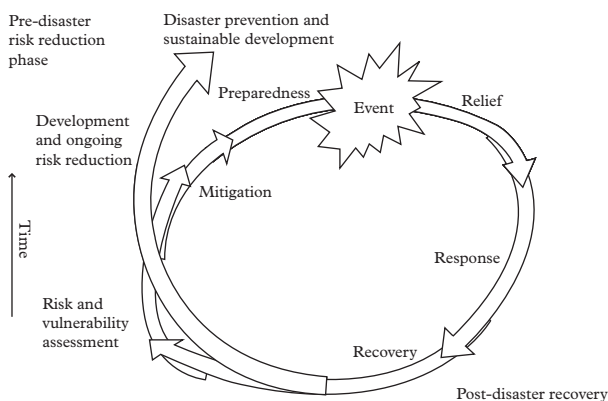 Pre-disaster
risk reduction
phase
Disaster prevention and
sustainable development
Preparedness
Event
Relief
Development
and ongoing
risk reduction
Mitigation
Time
Response
Risk and
vulnerability
assessment
Recovery
Post-disaster recovery